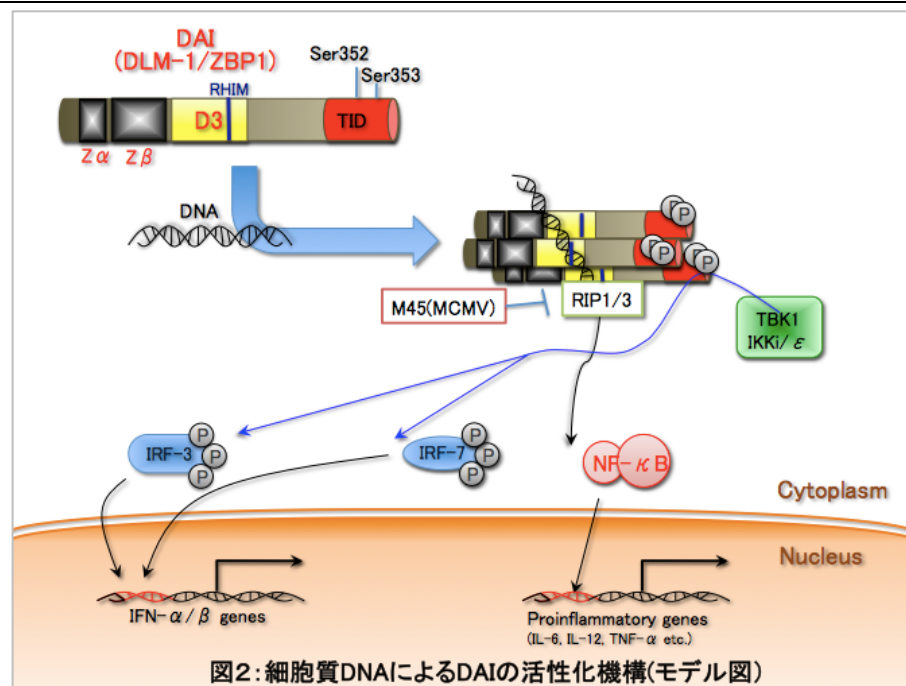 DAI
(DLM-1/ZBP1)
Ser352
Ser353
RHIM
D3
TID
Zα
Zβ
DNA
P
P
P
P
M45(MCMV)
RIP1/3
TBK1
IKKi/ε
IRF-3
P
P
P
IRF-7
P
P
P
NF-κB
Cytoplasm
Nucleus
IFN-α/β genes
Proinflammatory genes
(IL-6, IL-12, TNF-α etc.)
図2:細胞質DNAによるDAIの活性化機構(モデル図)